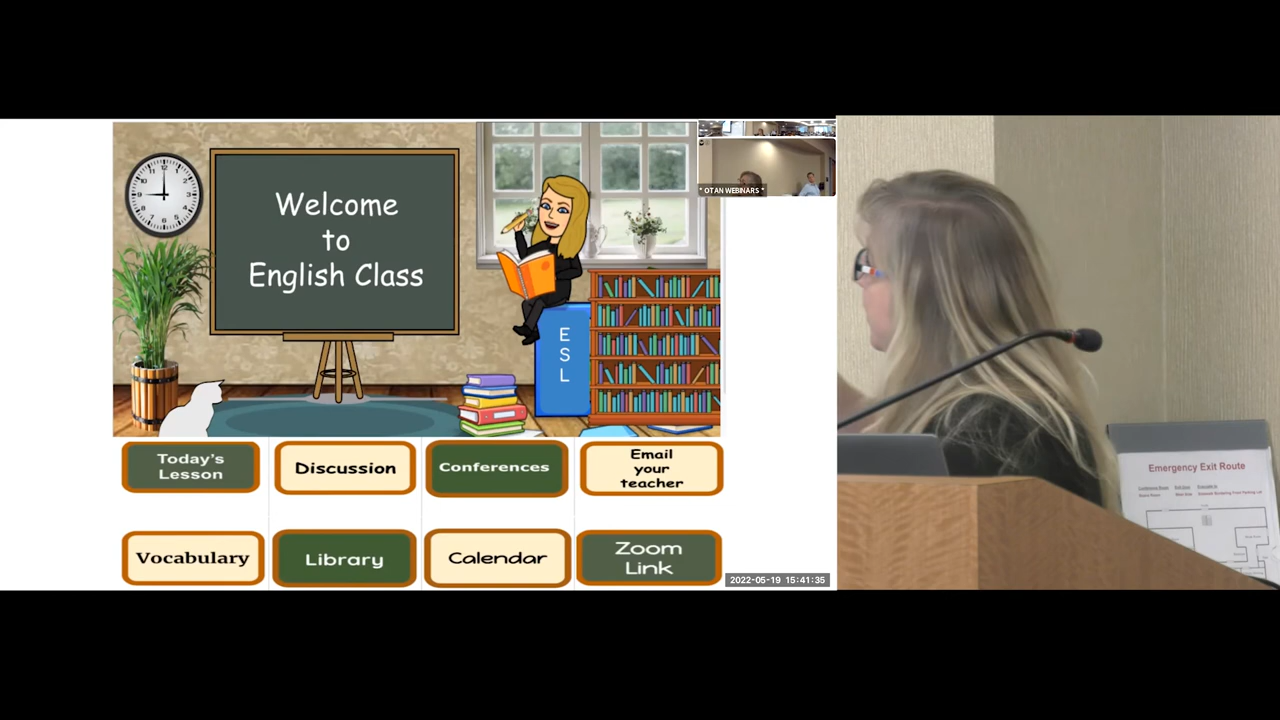 Welcome
to
English Class
E
S
L
* OTAN WEBINARS *
Today's
Lesson
Discussion
Conferences
Email
your
teacher
Vocabulary
Library
Calendar
Zoom
Link
2022-05-19 15:41:35
Emergency Exit Route